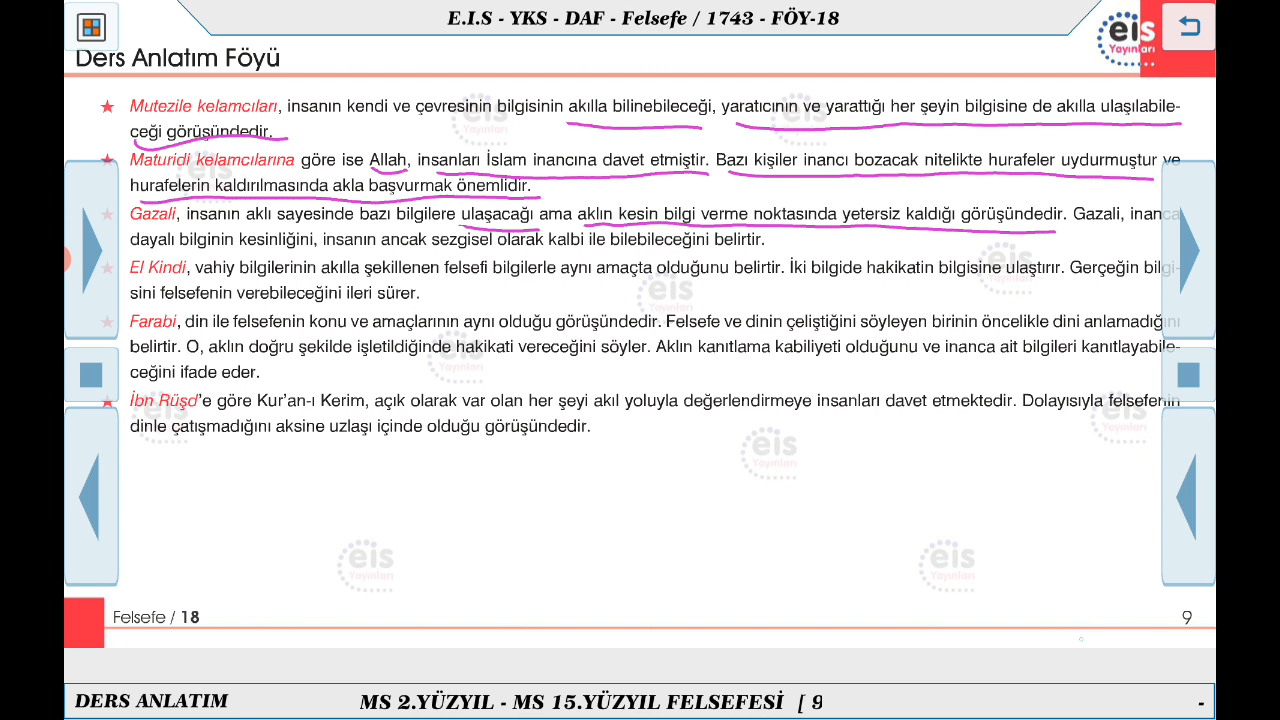 E.I.S - YKS - DAF - Felsefe / 1743 - FÖY-18
Ders Anlatım Föyü
eis
Yayınları
★ Mutezile kelamcıları, insanın kendi ve çevresinin bilgisinin akılla bilinebileceği, yaratıcının ve yarattığı her şeyin bilgisine de akılla ulaşılabile-
ceği görüşündedir.
★ Maturidi kelamcılarına göre ise Allah, insanları İslam inancına davet etmiştir. Bazı kişiler inancı bozacak nitelikte hurafeler uydurmuştur ve
hurafelerin kaldırılmasında akla başvurmak önemlidir.
★ Gazali, insanın aklı sayesinde bazı bilgilere ulaşacağı ama aklın kesin bilgi verme noktasında yetersiz kaldığı görüşündedir. Gazali, inanca
dayalı bilginin kesinliğini, insanın ancak sezgisel olarak kalbi ile bilebileceğini belirtir.
★ El Kindi, vahiy bilgilerinin akılla şekillenen felsefi bilgilerle aynı amaçta olduğunu belirtir. İki bilgide hakikatin bilgisine ulaştırır. Gerçeğin bilgi-
sini felsefenin verebileceğini ileri sürer.
★ Farabi, din ile felsefenin konu ve amaçlarının aynı olduğu görüşündedir. Felsefe ve dinin çeliştiğini söyleyen birinin öncelikle dini anlamadığını
belirtir. O, aklın doğru şekilde işletildiğinde hakikati vereceğini söyler. Aklın kanıtlama kabiliyeti olduğunu ve inanca ait bilgileri kanıtlayabile-
ceğini ifade eder.
★ İbn Rüşd'e göre Kur'an-ı Kerim, açık olarak var olan her şeyi akıl yoluyla değerlendirmeye insanları davet etmektedir. Dolayısıyla felsefenin
dinle çatışmadığını aksine uzlaşı içinde olduğu görüşündedir.
Felsefe / 18
9
DERS ANLATIM
MS 2.YÜZYIL - MS 15.YÜZYIL FELSEFESİ [ 9
-